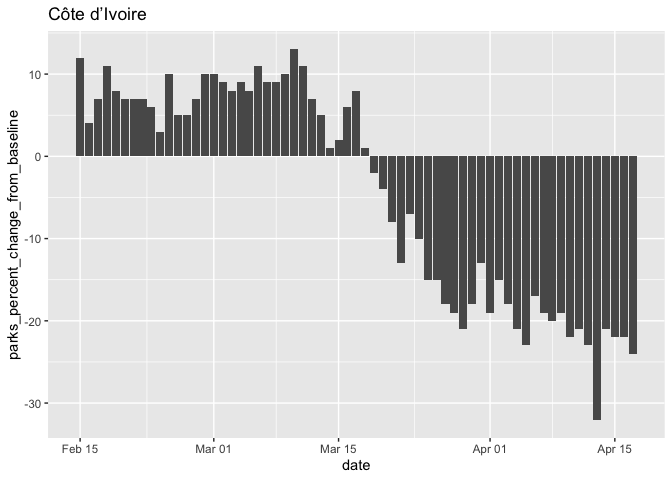 Côte d’Ivoire
parks_percent_change_from_baseline
10
0
-10
-20
-30
Feb 15 Mar 01 Mar 15 Apr 01 Apr 15
date